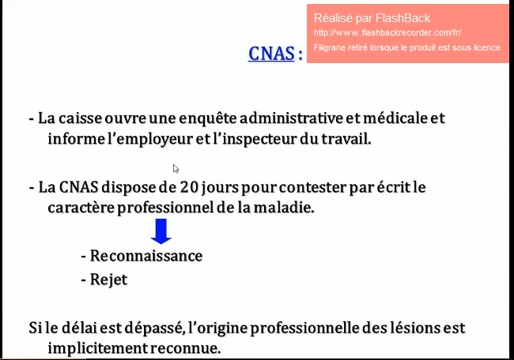 Réalisé par FlashBack
http://www.flashbackrecorder.com/fr/
Filigrane retiré lorsque le produit est sous licence
CNAS :
- La caisse ouvre une enquête administrative et médicale et
informe l’employeur et l’inspecteur du travail.
- La CNAS dispose de 20 jours pour contester par écrit le
caractère professionnel de la maladie.
- Reconnaissance
- Rejet
Si le délai est dépassé, l’origine professionnelle des lésions est
implicitement reconnue.